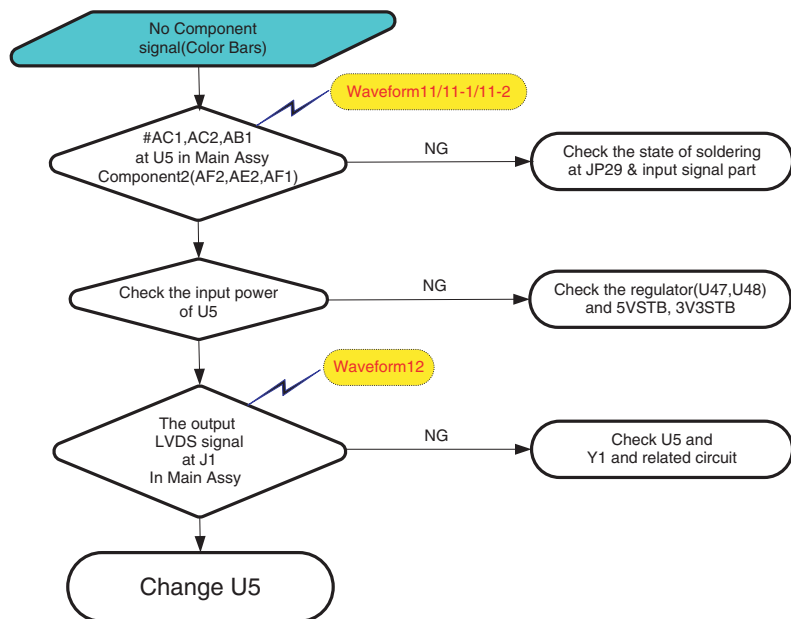 No Component
signal(Color Bars)
Waveform11/11-1/11-2
#AC1,AC2,AB1
at U5 in Main Assy
Component2(AF2,AE2,AF1)
NG
Check the state of soldering
at JP29 & input signal part
Check the input power
of U5
NG
Check the regulator(U47,U48)
and 5VSTB, 3V3STB
Waveform12
The output
LVDS signal
at J1
In Main Assy
NG
Check U5 and
Y1 and related circuit
Change U5